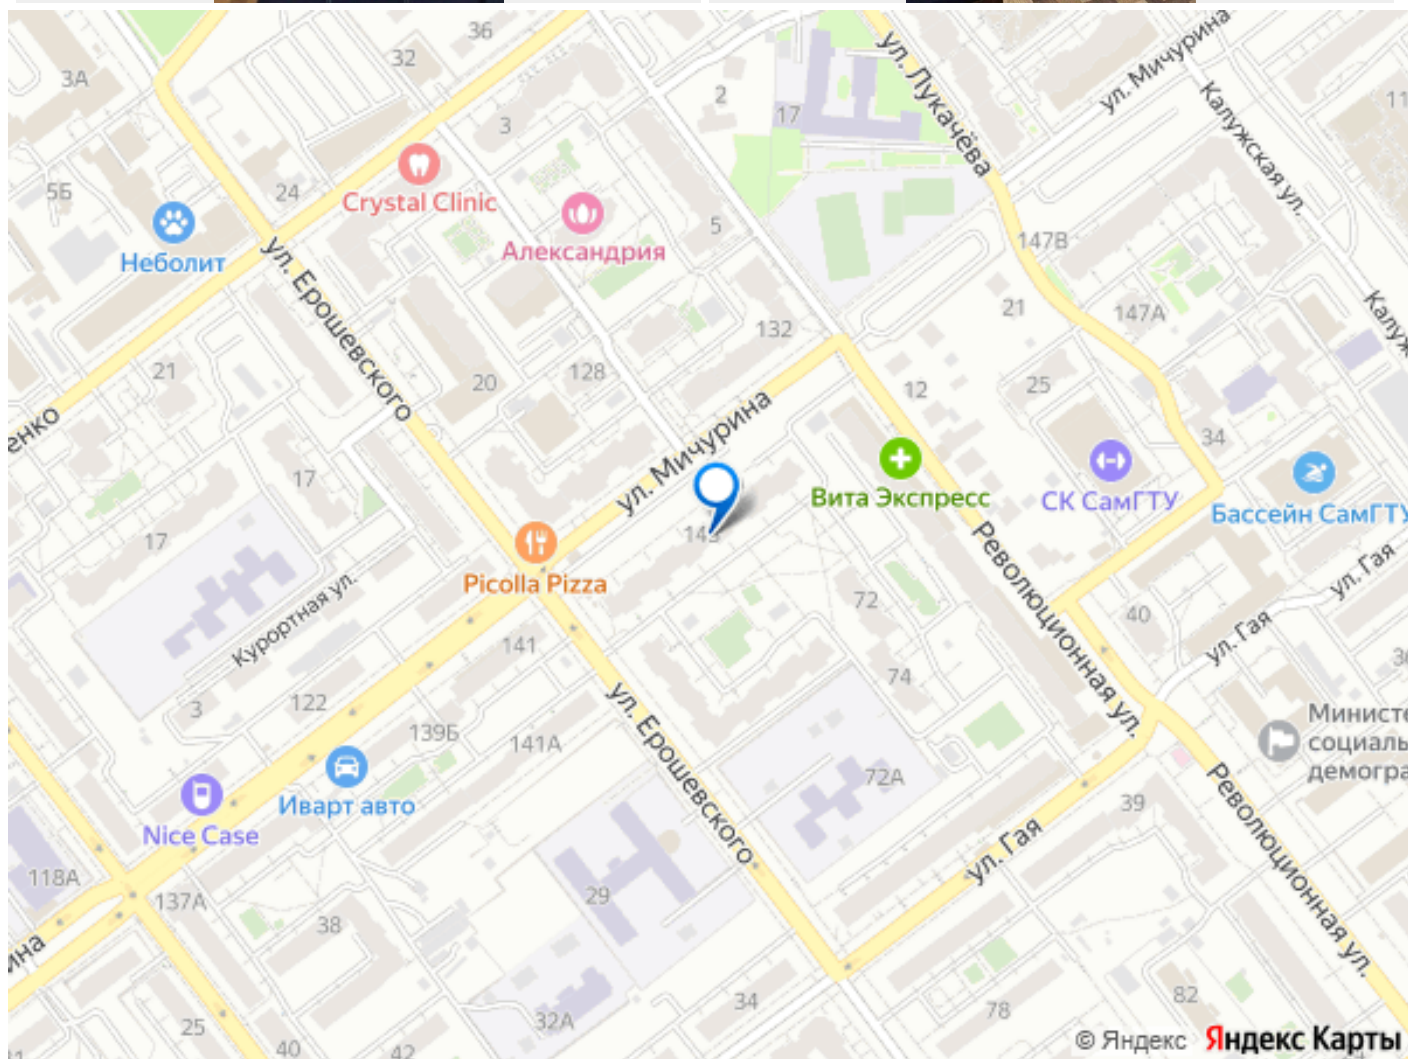 36
ул. Лукачёва
ул. Мичурина
3А
32
2
17
Калужская ул.
11
3
5Б
24
Crystal Clinic
Александрия
5
147В
Неболит
ул. Ерошевского
21
147А
132
21
20
128
12
25
енко
ул. Мичурина
34
17
Вита Экспресс
СК СамГТУ
Бассейн СамГТУ
17
Picolla Pizza
Революционная ул.
ул. Гая
Курортная ул.
72
40
ул. Гая
141
74
3
122
139Б
141А
ул. Ерошевского
Министе
социаль
демогра
72А
Иварт авто
Nice Case
39
ул. Гая
Революционная ул.
118А
137А
29
38
ина
34
78
82
32А
25
40
42
© Яндекс Яндекс Карты